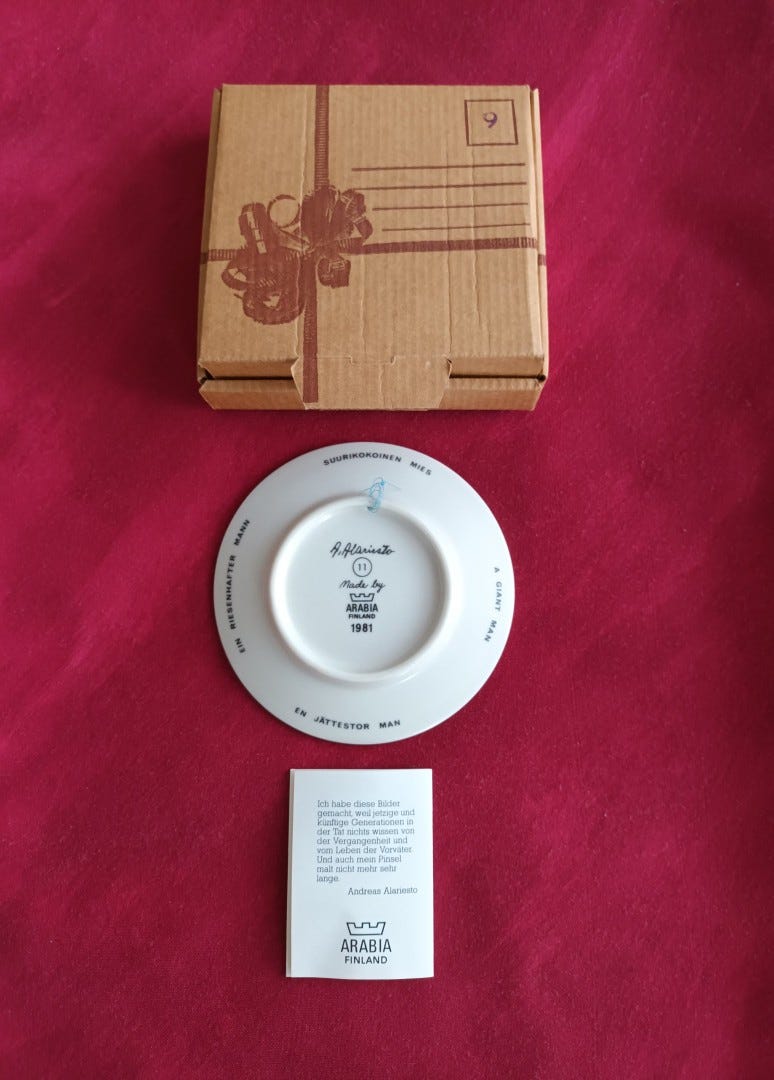 9
SUURIKOKOINEN MIES
EIN RIESENHAFTER MANN
A GIANT MAN
A. Alariesto
11
Made by
ARABIA
FINLAND
1981
EN JÄTTESTOR MAN
Ich habe diese Bilder
gemacht, weil jetzige und
künftige Generationen in
der Tat nichts wissen von
der Vergangenheit und
vom Leben der Vorväter.
Und auch mein Pinsel
malt nicht mehr sehr
lange.
Andreas Alariesto
ARABIA
FINLAND